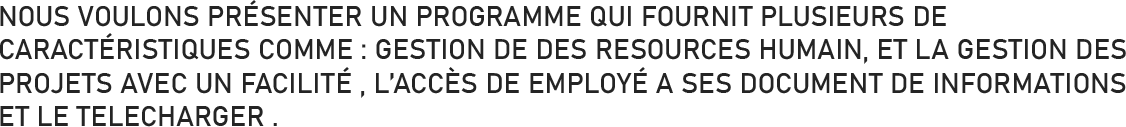 NOUS VOULONS PRÉSENTER UN PROGRAMME QUI FOURNIT PLUSIEURS DE
CARACTÉRISTIQUES COMME : GESTION DE DES RESOURCES HUMAIN, ET LA GESTION DES
PROJETS AVEC UN FACILITÉ , L'ACCÈS DE EMPLOYÉ A SES DOCUMENT DE INFORMATIONS
ET LE TELECHARGER .